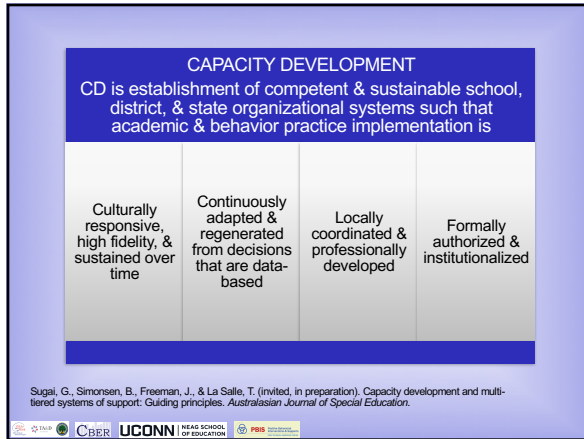 CAPACITY DEVELOPMENT
CD is establishment of competent & sustainable school,
district, & state organizational systems such that
academic & behavior practice implementation is
Culturally
responsive,
high fidelity, &
sustained over
time
Continuously
adapted &
regenerated
from decisions
that are data-
based
Locally
coordinated &
professionally
developed
Formally
authorized &
institutionalized
Sugai, G., Simonsen, B., Freeman, J., & La Salle, T. (invited, in preparation). Capacity development and multi-
tiered systems of support: Guiding principles. Australasian Journal of Special Education.
CBER
UCONN
NEAG SCHOOL
OF EDUCATION
PBIS